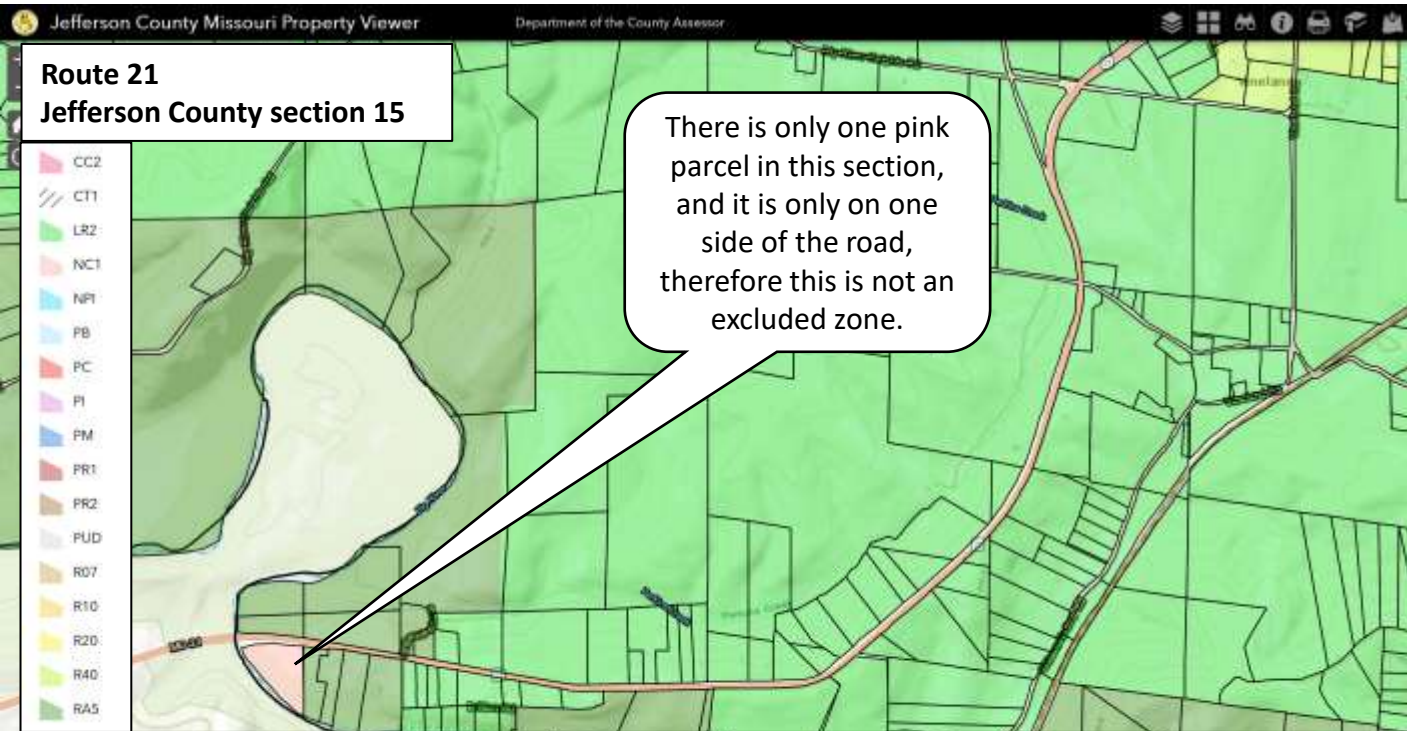 Jefferson County Missouri Property Viewer
Department of the County Assessor
Route 21
Jefferson County section 15
There is only one pink
parcel in this section,
and it is only on one
side of the road,
therefore this is not an
excluded zone.
CC2
CT1
LR2
NC1
NPI
PB
PC
PI
PM
PR1
PR2
PUD
R07
R10
R20
R40
RA5